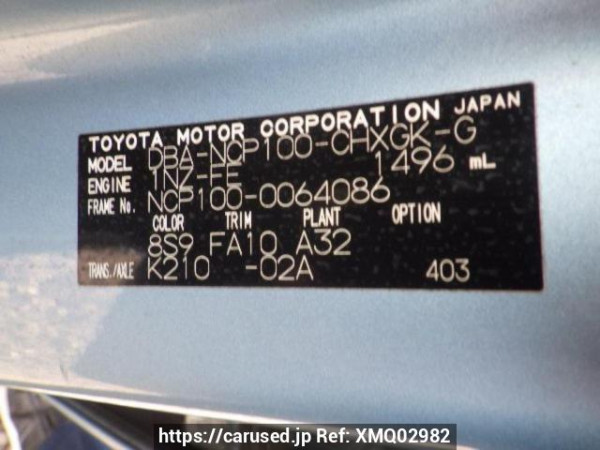 TOYOTA MOTOR CORPORATION JAPAN
MODEL DBA-NCP100-CHXGK-G
ENGINE 1NZ-FE 1496 mL
FRAME No. NCP100-0064086
COLOR TRIM PLANT OPTION
8S9 FA10 A32
TRANS./AXLE K210 -02A 403
https://carused.jp Ref: XMQ02982